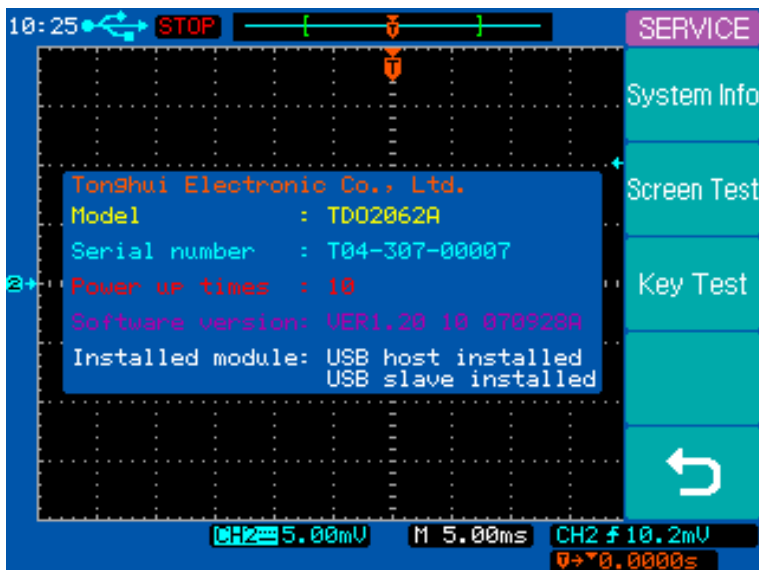 10:25 STOP T SERVICE
T
System Info
Tonghui Electronic Co., Ltd.
Model : TDO2062A
Screen Test
Serial number : T04-307-00007
2 Power up times : 10
Key Test
Software version: VER1.20 10 070928A
Installed module: USB host installed
USB slave installed
CH2 5.00mV M 5.00ms CH2 10.2mV
T 0.0000s